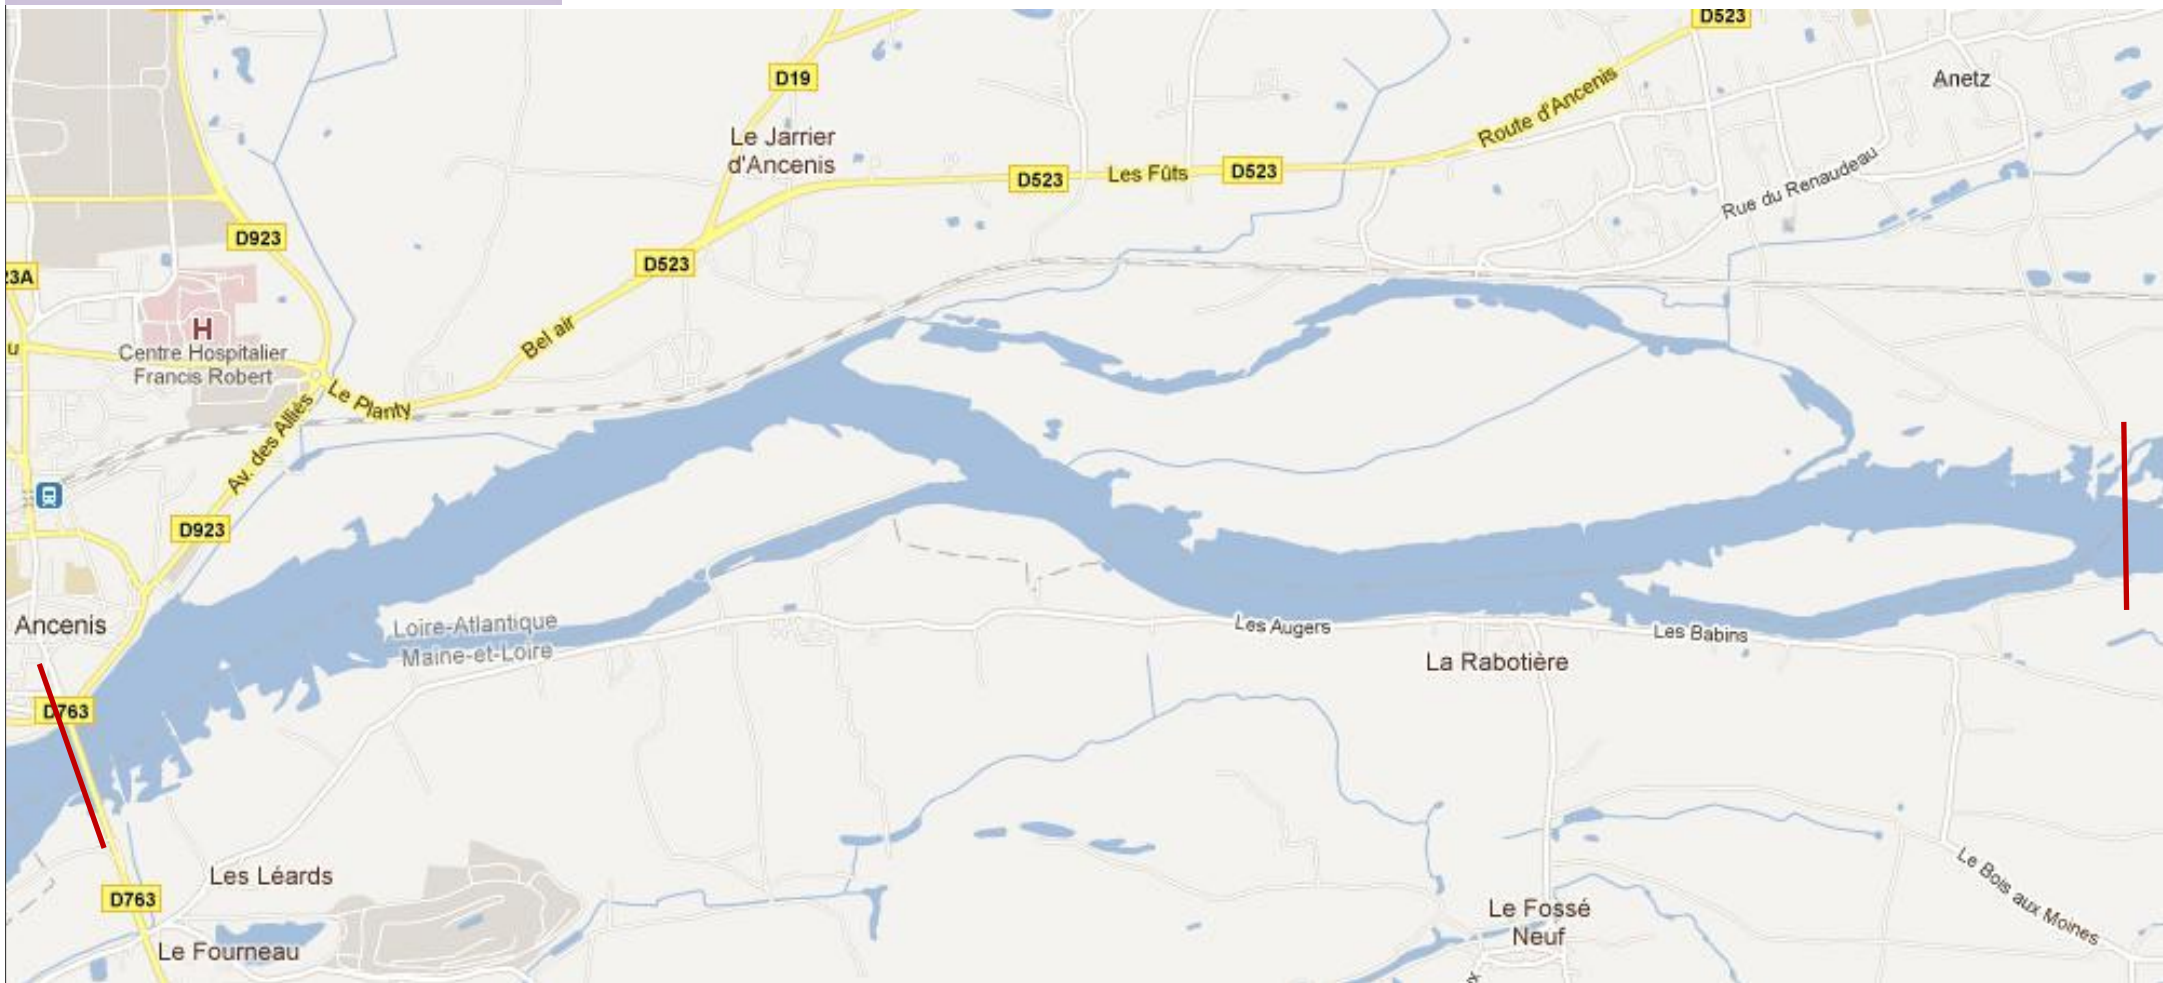 D523
Anetz
D19
Route d'Ancenis
Le Jarrier
d'Ancenis
D523
Les Fûts
D523
Rue du Renaudeau
D923
D523
23A
H
Centre Hospitalier
Francis Robert
u
Bel air
Le Planty
Av. des Alliés
D923
Ancenis
Loire-Atlantique
Maine-et-Loire
Les Augers
Les Babins
La Rabotière
D763
Les Léards
D763
Le Fourneau
Le Bois aux Moines
Le Fossé
Neuf
x